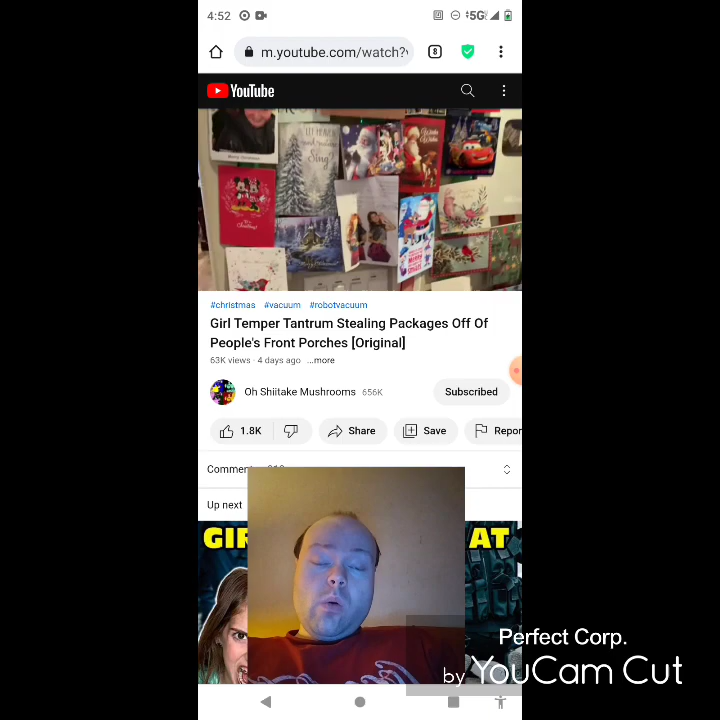 4:52
5G
m.youtube.com/watch?v
8
YouTube
Sing?
#christmas #vacuum #robotvacuum
Girl Temper Tantrum Stealing Packages Off Of
People's Front Porches [Original]
63K views · 4 days ago ...more
Oh Shiitake Mushrooms 656K
Subscribed
1.8K
Share
Save
Repor
Commen
Up next
GIR
AT
Perfect Corp.
by YouCam Cut